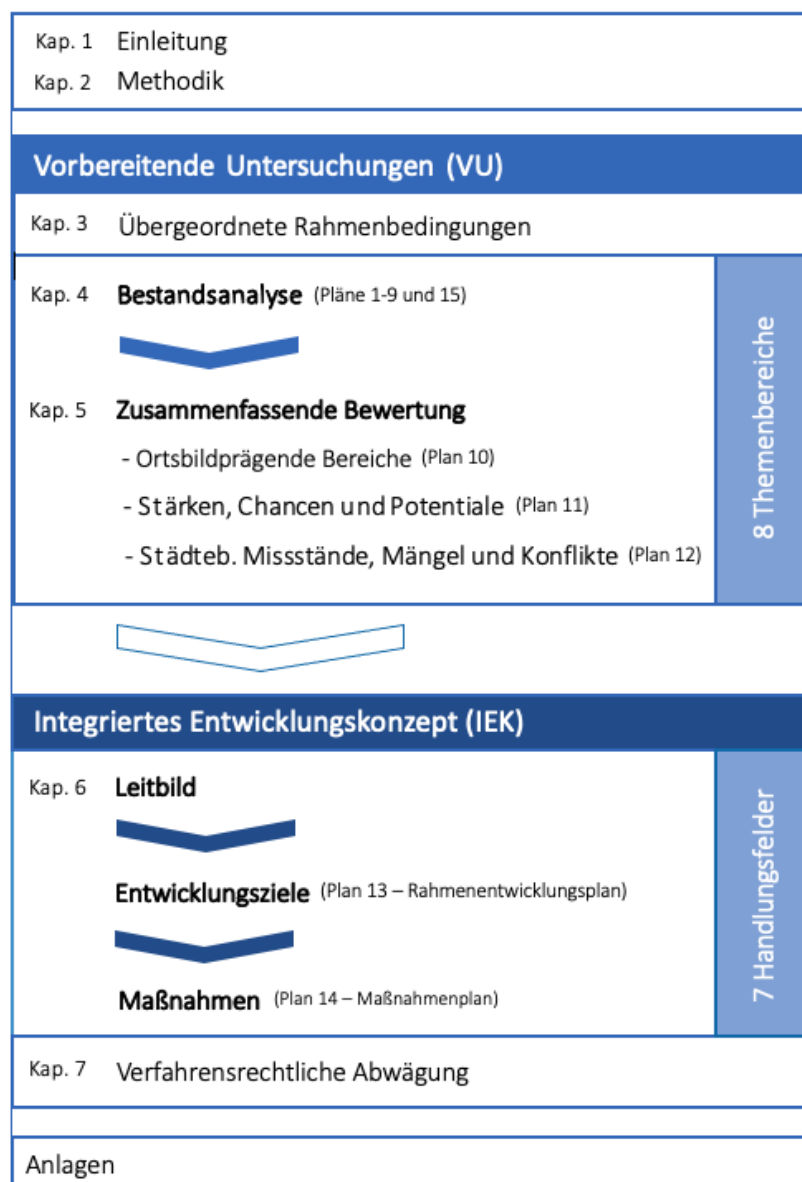 Kap. 1 Einleitung
Kap. 2 Methodik
Vorbereitende Untersuchungen (VU)
Kap. 3 Übergeordnete Rahmenbedingungen
Kap. 4 Bestandsanalyse (Pläne 1-9 und 15)
Kap. 5 Zusammenfassende Bewertung
- Ortsbildprägende Bereiche (Plan 10)
- Stärken, Chancen und Potentiale (Plan 11)
- Städteb. Missstände, Mängel und Konflikte (Plan 12)
8 Themenbereiche
Integriertes Entwicklungskonzept (IEK)
Kap. 6 Leitbild
Entwicklungsziele (Plan 13 – Rahmenentwicklungsplan)
Maßnahmen (Plan 14 – Maßnahmenplan)
7 Handlungsfelder
Kap. 7 Verfahrensrechtliche Abwägung
Anlagen